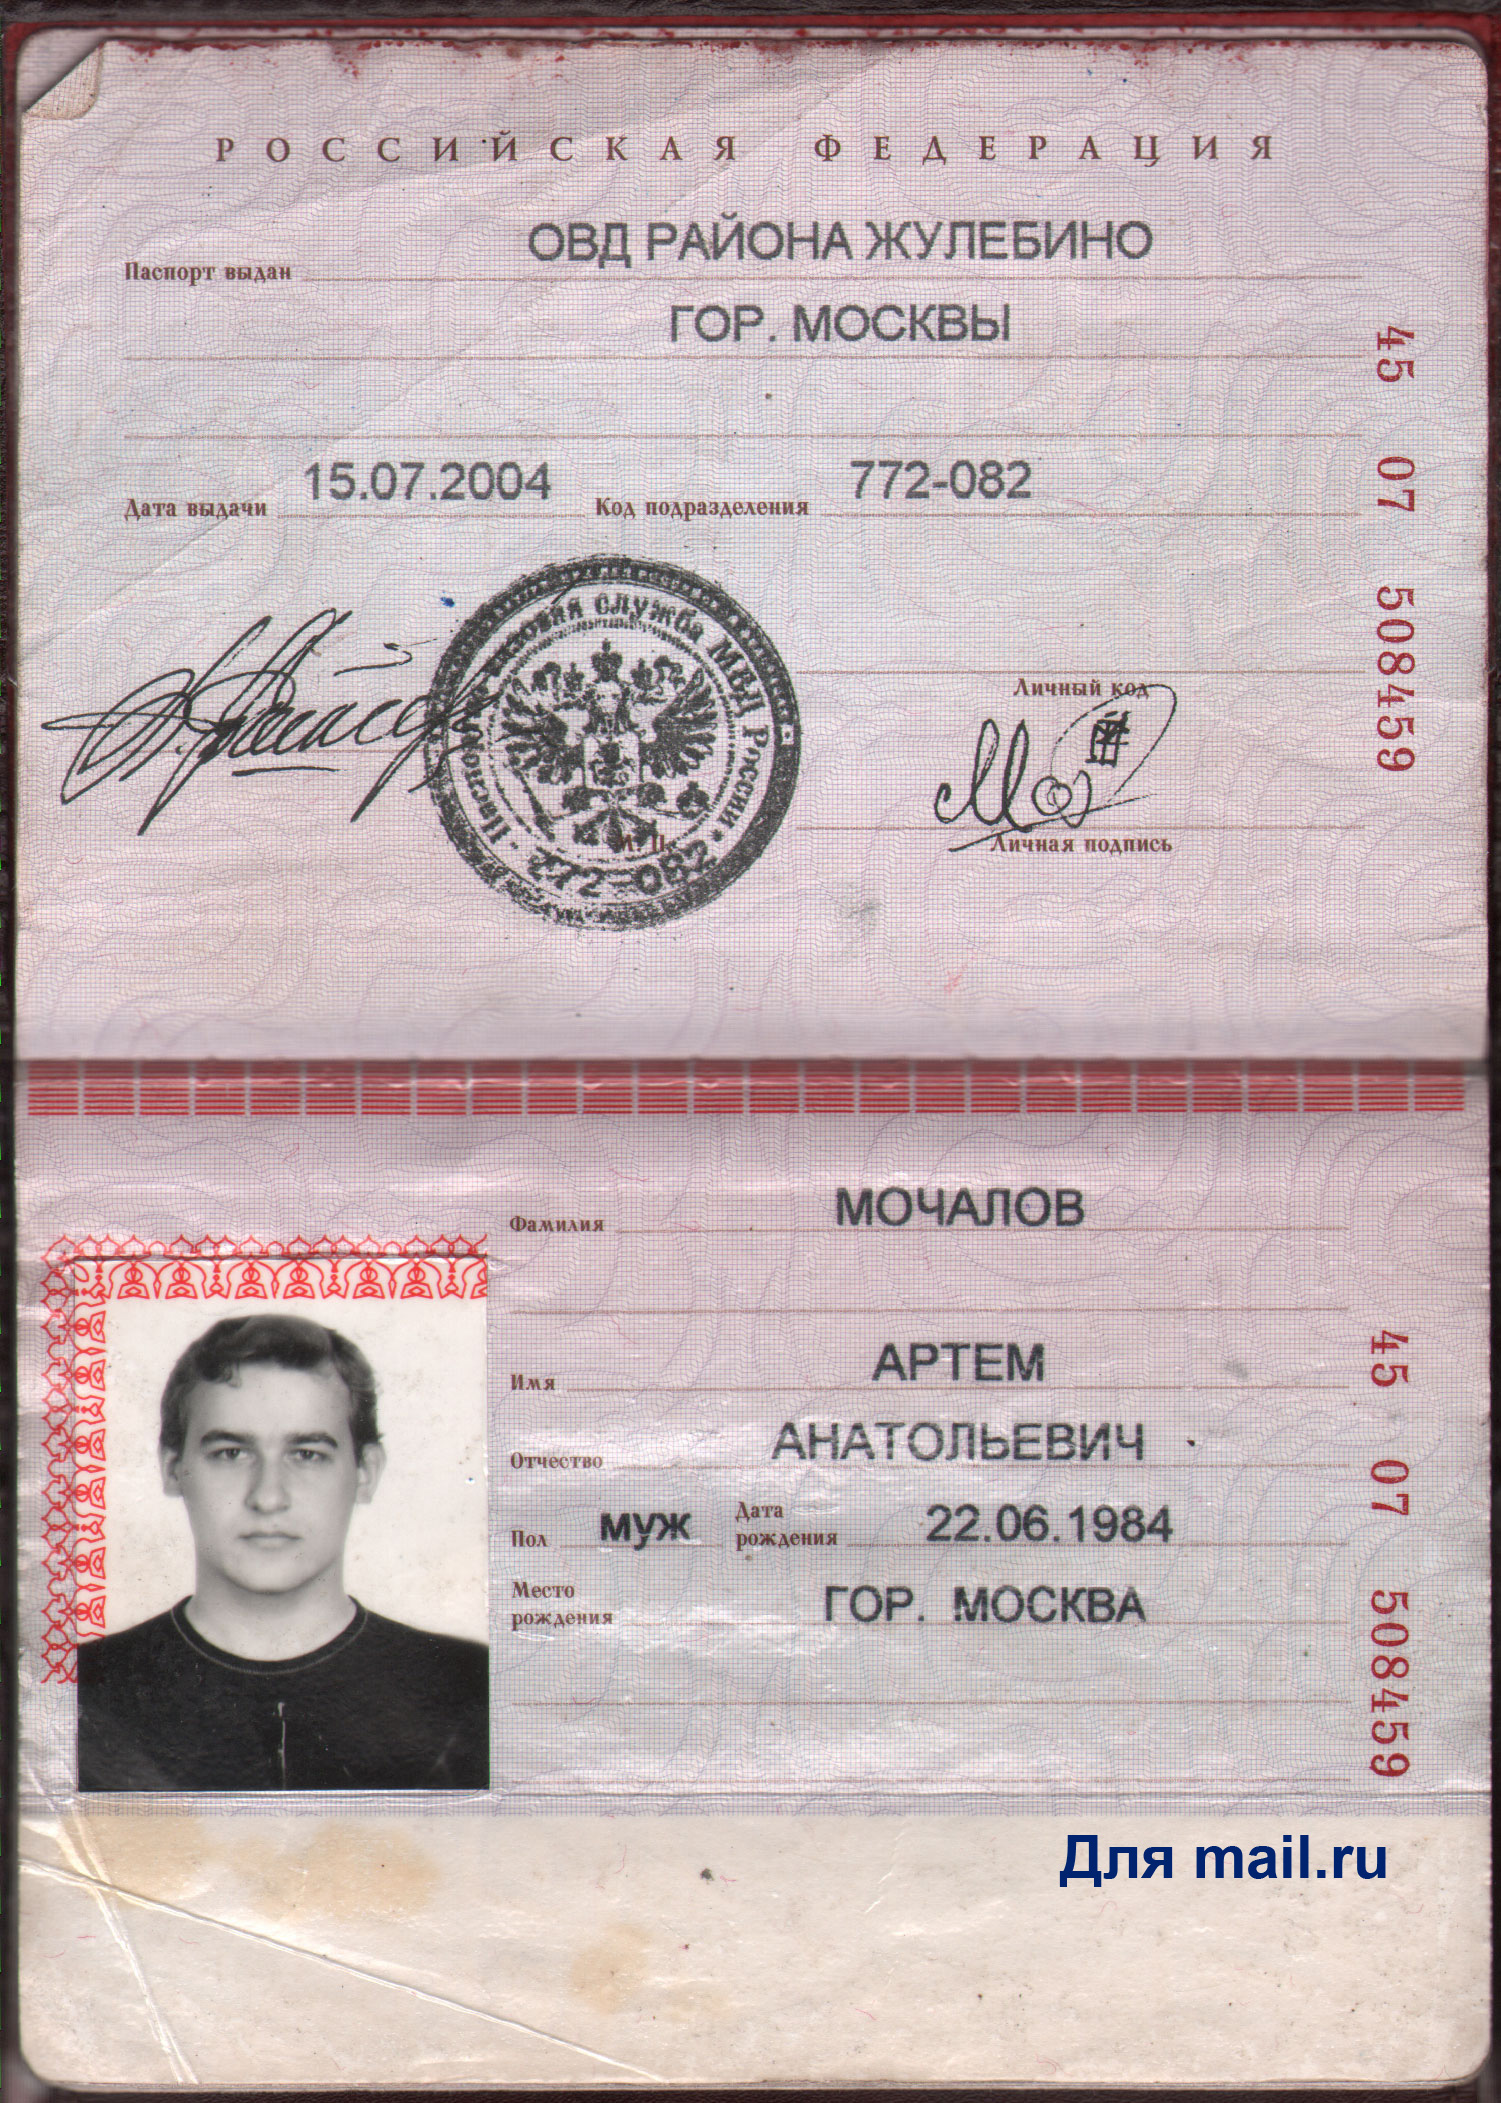 РОССИЙСКАЯ ФЕДЕРАЦИЯ
Паспорт выдан ОВД РАЙОНА ЖУЛЕБИНО
ГОР. МОСКВЫ
Дата выдачи 15.07.2004 Код подразделения 772-082
45 07 508459
Паспортно-визовая служба МВД России
772-082
М.П.
Личный код
Личная подпись
Фамилия МОЧАЛОВ
Имя АРТЕМ
Отчество АНАТОЛЬЕВИЧ
Пол МУЖ Дата рождения 22.06.1984
Место рождения ГОР. МОСКВА
45 07 508459
Для mail.ru